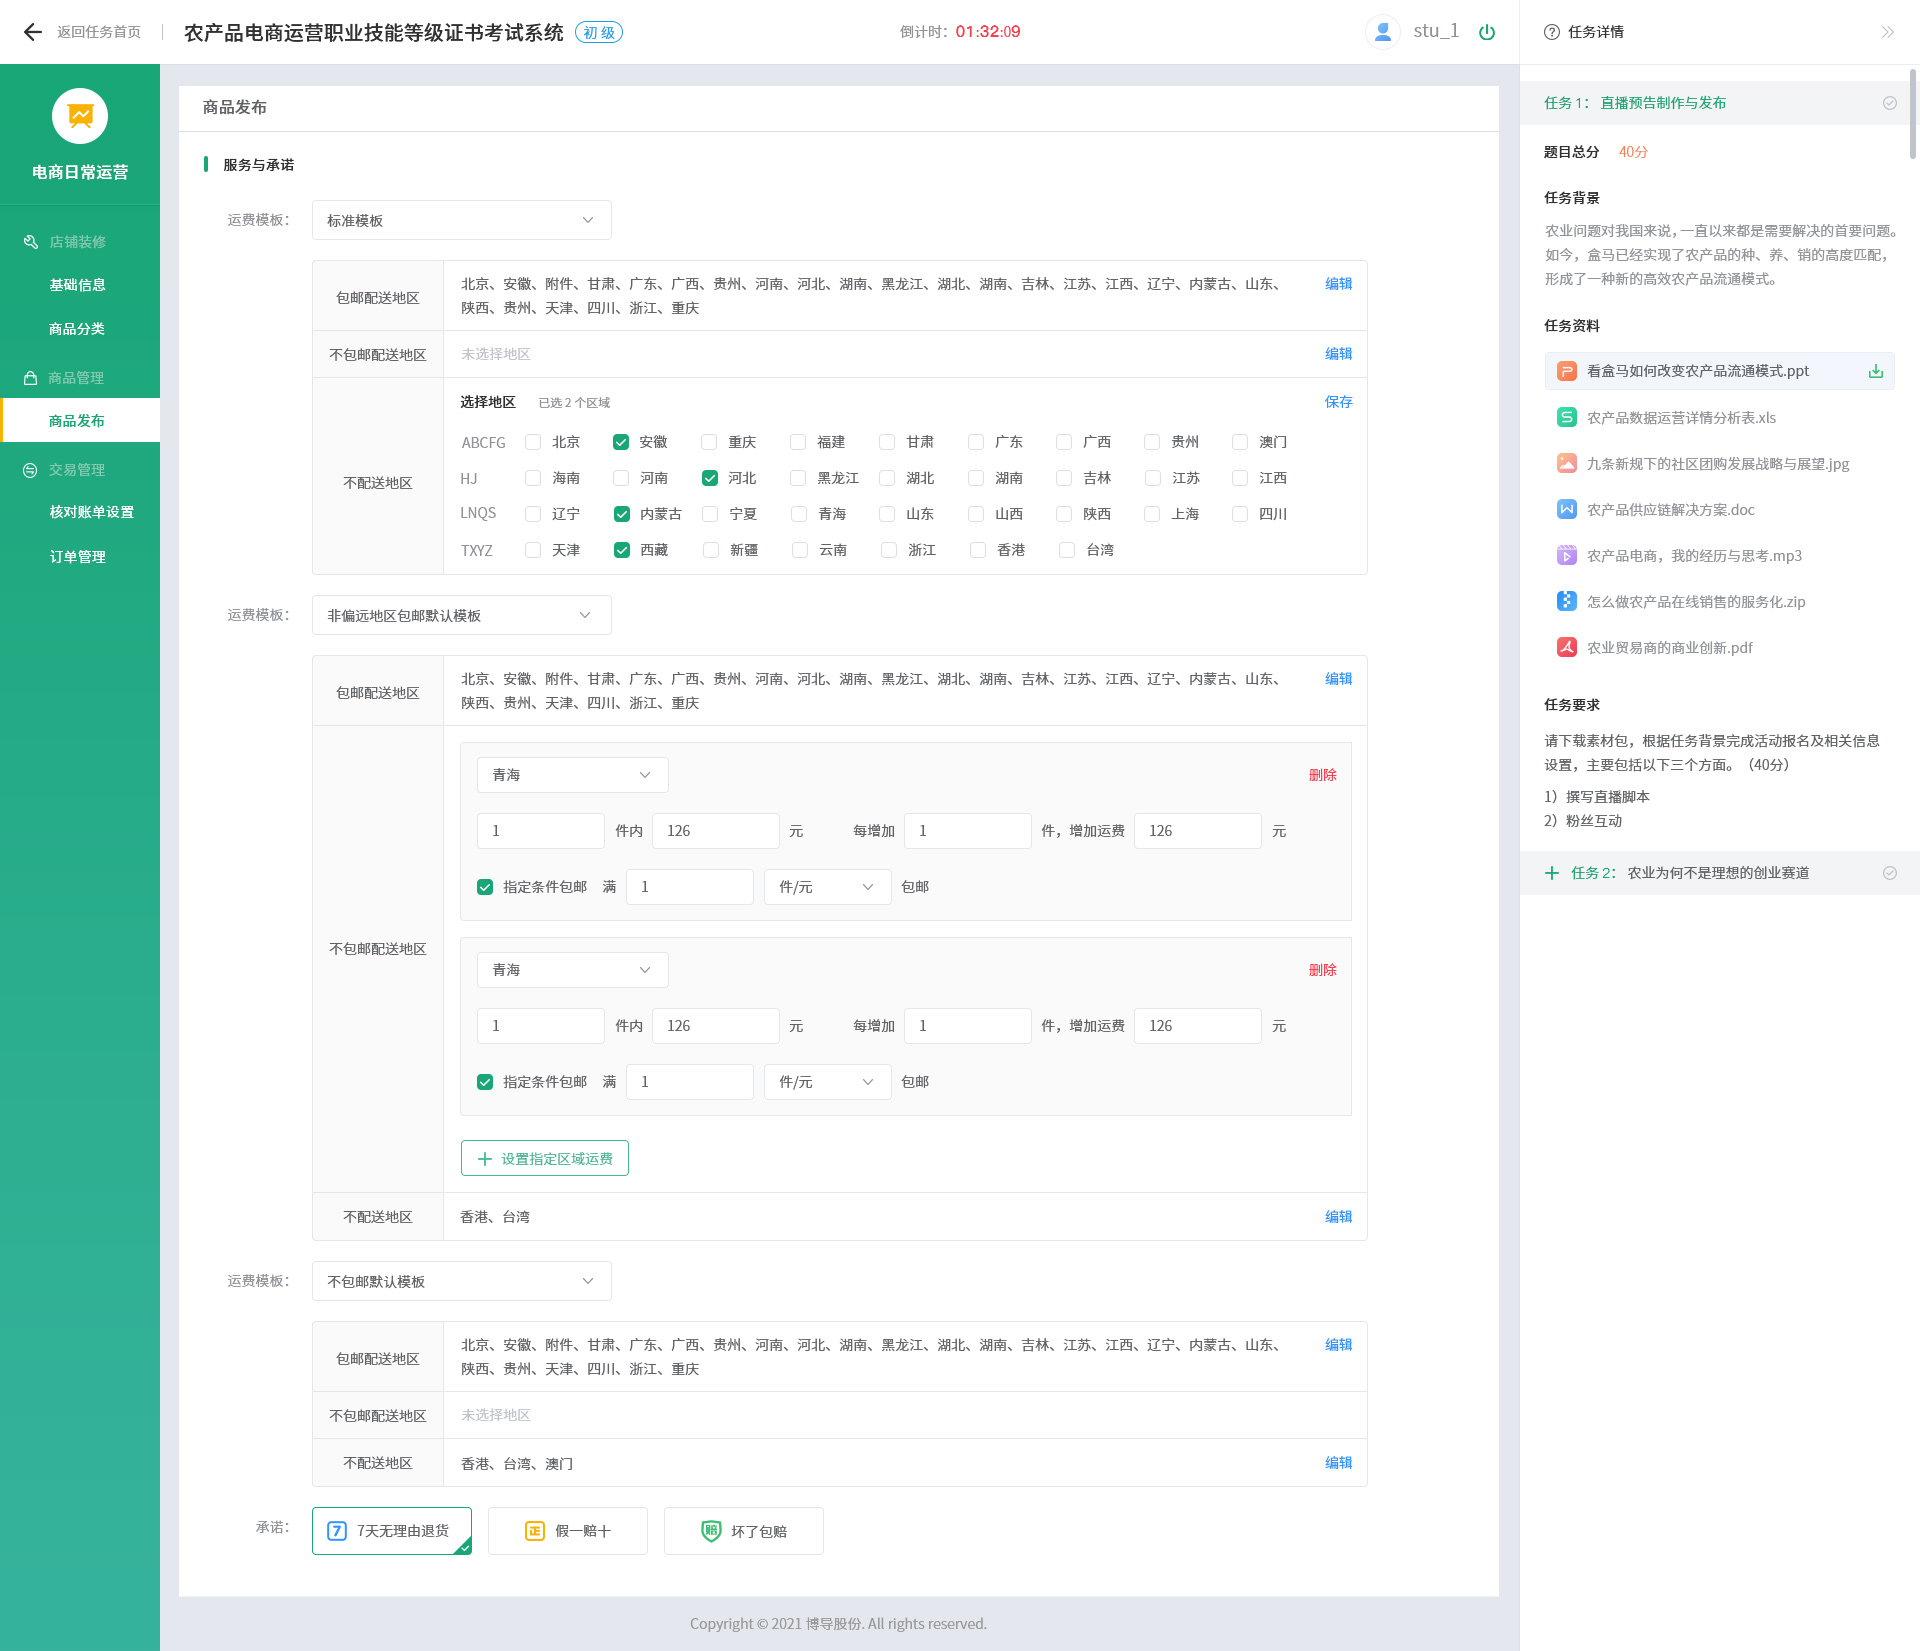 返回任务首页
农产品电商运营职业技能等级证书考试系统 初 级
倒计时：01:32:09
stu_1
任务详情
电商日常运营
店铺装修
基础信息
商品分类
商品管理
商品发布
交易管理
核对账单设置
订单管理
商品发布
服务与承诺
运费模板： 标准模板
包邮配送地区
北京、安徽、附件、甘肃、广东、广西、贵州、河南、河北、湖南、黑龙江、湖北、湖南、吉林、江苏、江西、辽宁、内蒙古、山东、
陕西、贵州、天津、四川、浙江、重庆
编辑
不包邮配送地区 未选择地区 编辑
不配送地区
选择地区 已选 2 个区域 保存
ABCFG 北京 安徽 重庆 福建 甘肃 广东 广西 贵州 澳门
HJ 海南 河南 河北 黑龙江 湖北 湖南 吉林 江苏 江西
LNQS 辽宁 内蒙古 宁夏 青海 山东 山西 陕西 上海 四川
TXYZ 天津 西藏 新疆 云南 浙江 香港 台湾
运费模板： 非偏远地区包邮默认模板
包邮配送地区
北京、安徽、附件、甘肃、广东、广西、贵州、河南、河北、湖南、黑龙江、湖北、湖南、吉林、江苏、江西、辽宁、内蒙古、山东、
陕西、贵州、天津、四川、浙江、重庆
编辑
不包邮配送地区
青海 删除
1 件内 126 元 每增加 1 件，增加运费 126 元
指定条件包邮 满 1 件/元 包邮
青海 删除
1 件内 126 元 每增加 1 件，增加运费 126 元
指定条件包邮 满 1 件/元 包邮
设置指定区域运费
不配送地区 香港、台湾 编辑
运费模板： 不包邮默认模板
包邮配送地区
北京、安徽、附件、甘肃、广东、广西、贵州、河南、河北、湖南、黑龙江、湖北、湖南、吉林、江苏、江西、辽宁、内蒙古、山东、
陕西、贵州、天津、四川、浙江、重庆
编辑
不包邮配送地区 未选择地区
不配送地区 香港、台湾、澳门 编辑
承诺： 7 7天无理由退货 正 假一赔十 赔 坏了包赔
Copyright © 2021 博导股份. All rights reserved.
任务 1： 直播预告制作与发布
题目总分 40分
任务背景
农业问题对我国来说，一直以来都是需要解决的首要问题。
如今，盒马已经实现了农产品的种、养、销的高度匹配，
形成了一种新的高效农产品流通模式。
任务资料
看盒马如何改变农产品流通模式.ppt
农产品数据运营详情分析表.xls
九条新规下的社区团购发展战略与展望.jpg
农产品供应链解决方案.doc
农产品电商，我的经历与思考.mp3
怎么做农产品在线销售的服务化.zip
农业贸易商的商业创新.pdf
任务要求
请下载素材包，根据任务背景完成活动报名及相关信息
设置，主要包括以下三个方面。（40分）
1）撰写直播脚本
2）粉丝互动
任务 2： 农业为何不是理想的创业赛道